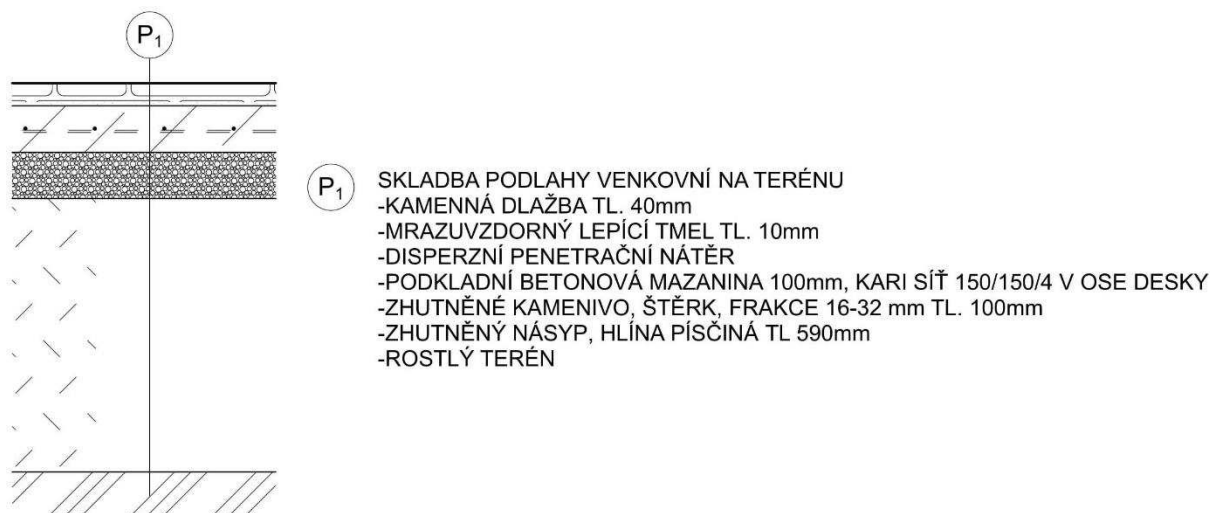 P1
P1 SKLADBA PODLAHY VENKOVNÍ NA TERÉNU
-KAMENNÁ DLAŽBA TL. 40mm
-MRAZUVZDORNÝ LEPÍCÍ TMEL TL. 10mm
-DISPERZNÍ PENETRAČNÍ NÁTĚR
-PODKLADNÍ BETONOVÁ MAZANINA 100mm, KARI SÍŤ 150/150/4 V OSE DESKY
-ZHUTNĚNÉ KAMENIVO, ŠTĚRK, FRAKCE 16-32 mm TL. 100mm
-ZHUTNĚNÝ NÁSYP, HLÍNA PÍSČINÁ TL 590mm
-ROSTLÝ TERÉN